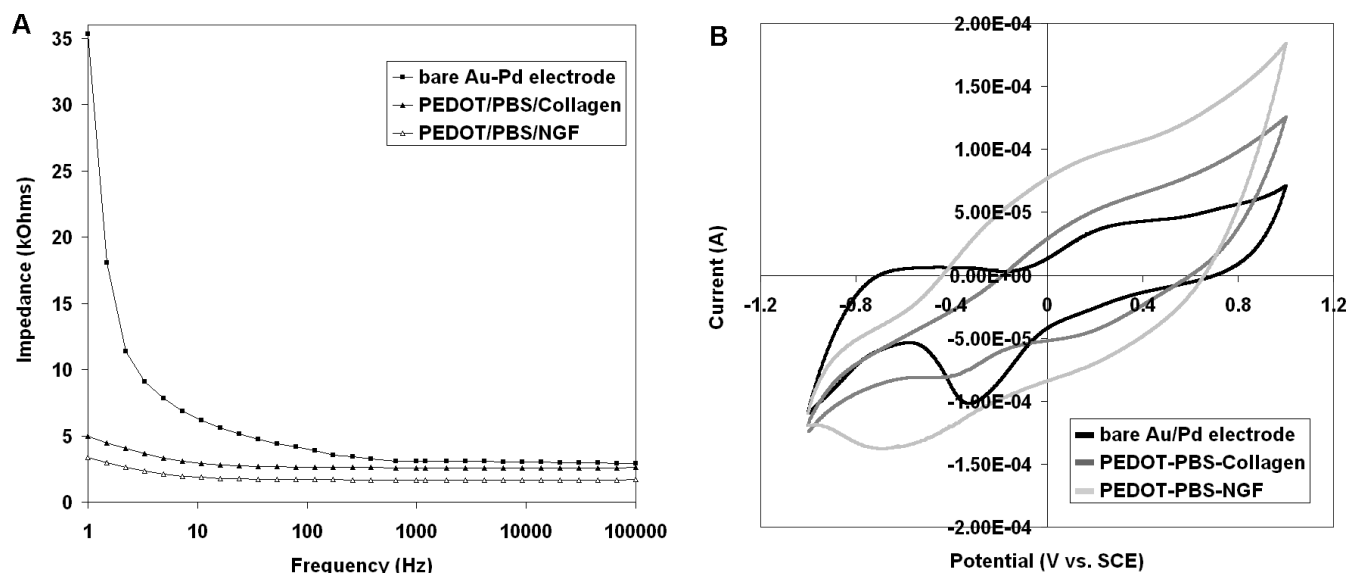 A
35
30
25
20
15
10
5
0
Impedance (kOhms)
1 10 100 1000 10000 100000
Frequency (Hz)
bare Au-Pd electrode
PEDOT/PBS/Collagen
PEDOT/PBS/NGF
B
2.00E-04
1.50E-04
1.00E-04
5.00E-05
0.00E+00
-5.00E-05
-1.00E-04
-1.50E-04
-2.00E-04
Current (A)
-1.2 -0.8 -0.4 0 0.4 0.8 1.2
Potential (V vs. SCE)
bare Au/Pd electrode
PEDOT-PBS-Collagen
PEDOT-PBS-NGF